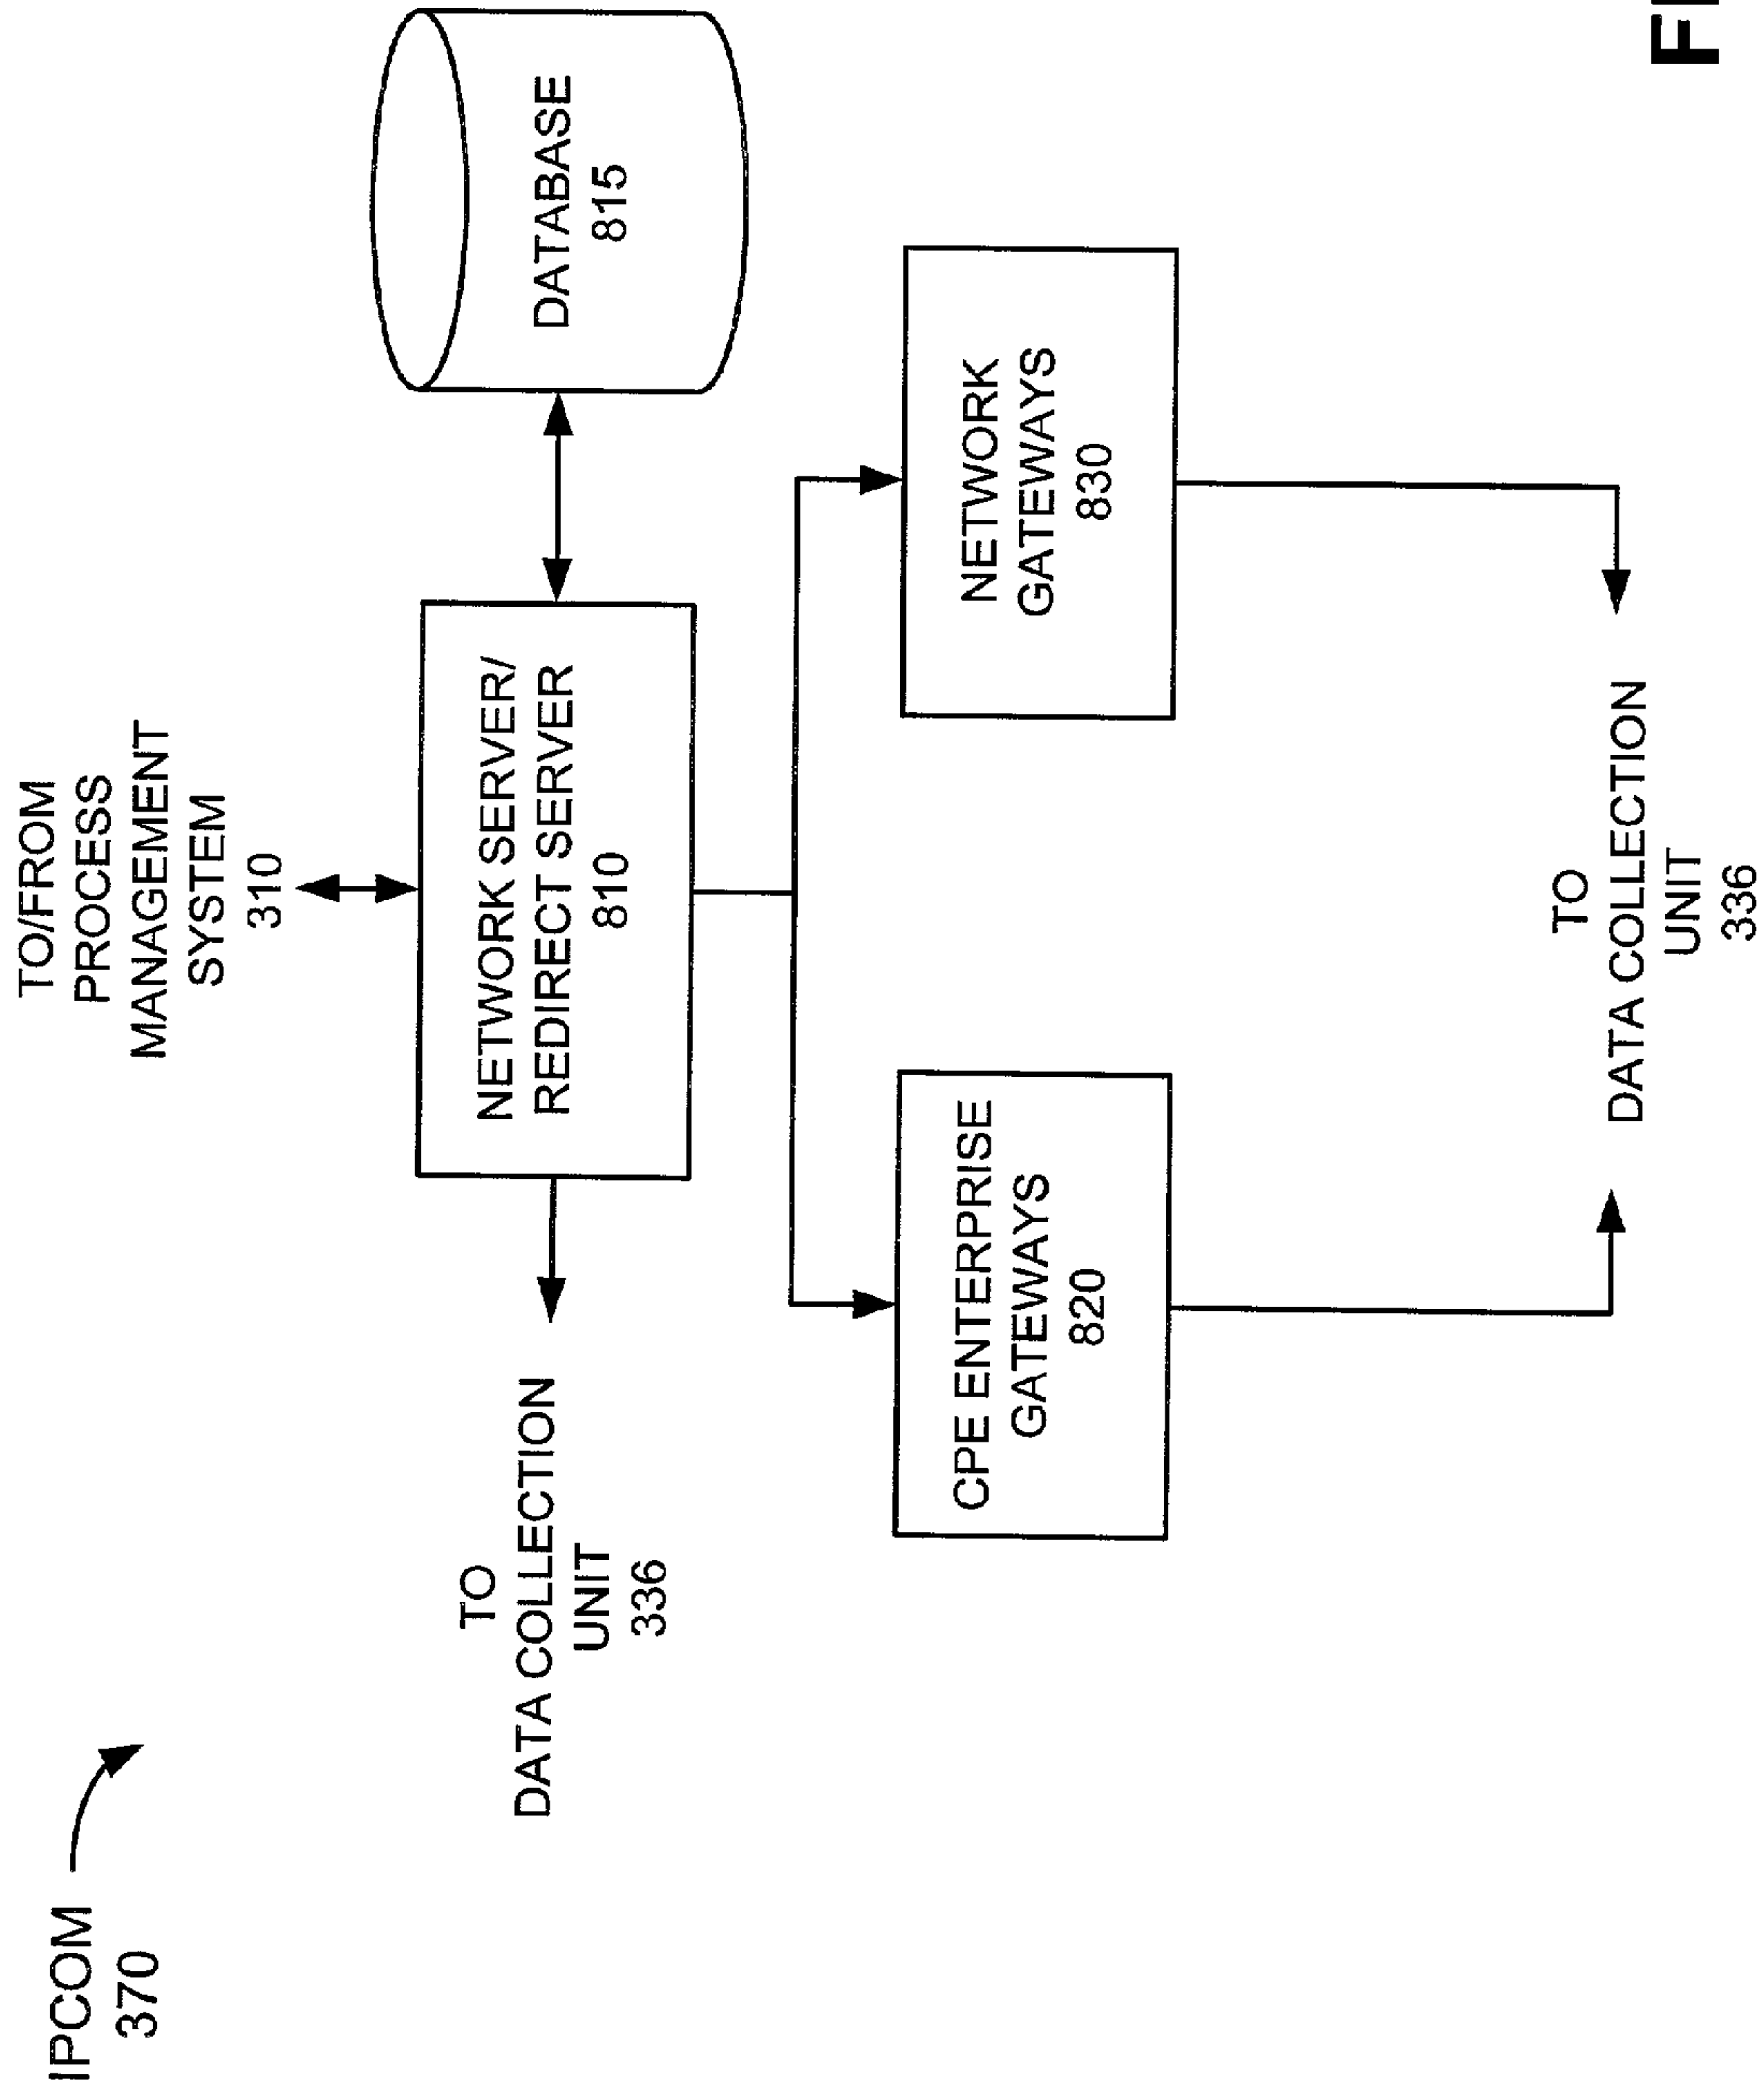 IPCOM
370
TO/FROM
PROCESS
MANAGEMENT
SYSTEM
310
NETWORK SERVER/
REDIRECT SERVER
810
DATABASE
815
TO
DATA COLLECTION
UNIT
336
CPE ENTERPRISE
GATEWAYS
820
NETWORK
GATEWAYS
830
TO
DATA COLLECTION
UNIT
336